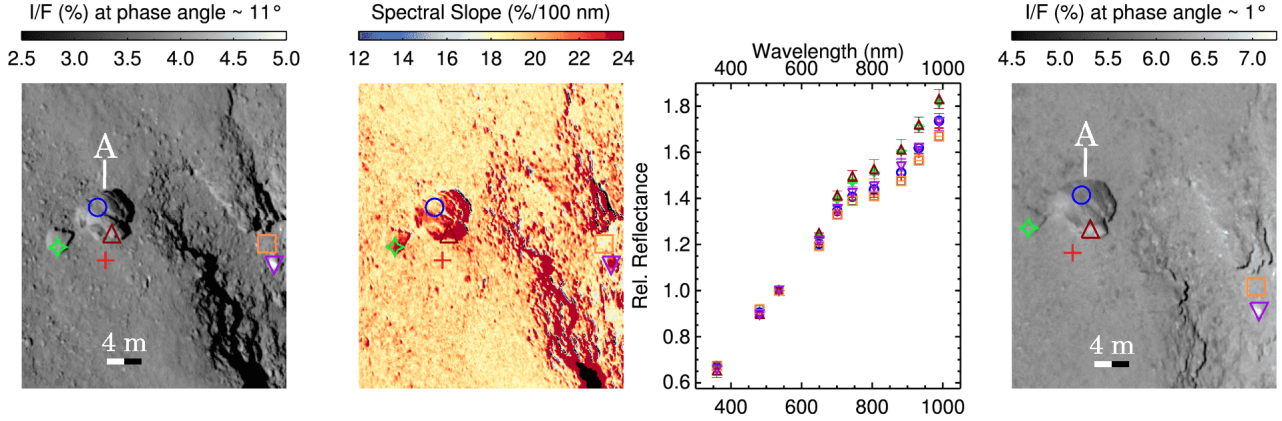 I/F (%) at phase angle ~ 11°
2.5 3.0 3.5 4.0 4.5 5.0
A
4 m
Spectral Slope (%/100 nm)
12 14 16 18 20 22 24
Wavelength (nm)
400 600 800 1000
Rel. Reflectance
1.8
1.6
1.4
1.2
1.0
0.8
0.6
400 600 800 1000
I/F (%) at phase angle ~ 1°
4.5 5.0 5.5 6.0 6.5 7.0
A
4 m